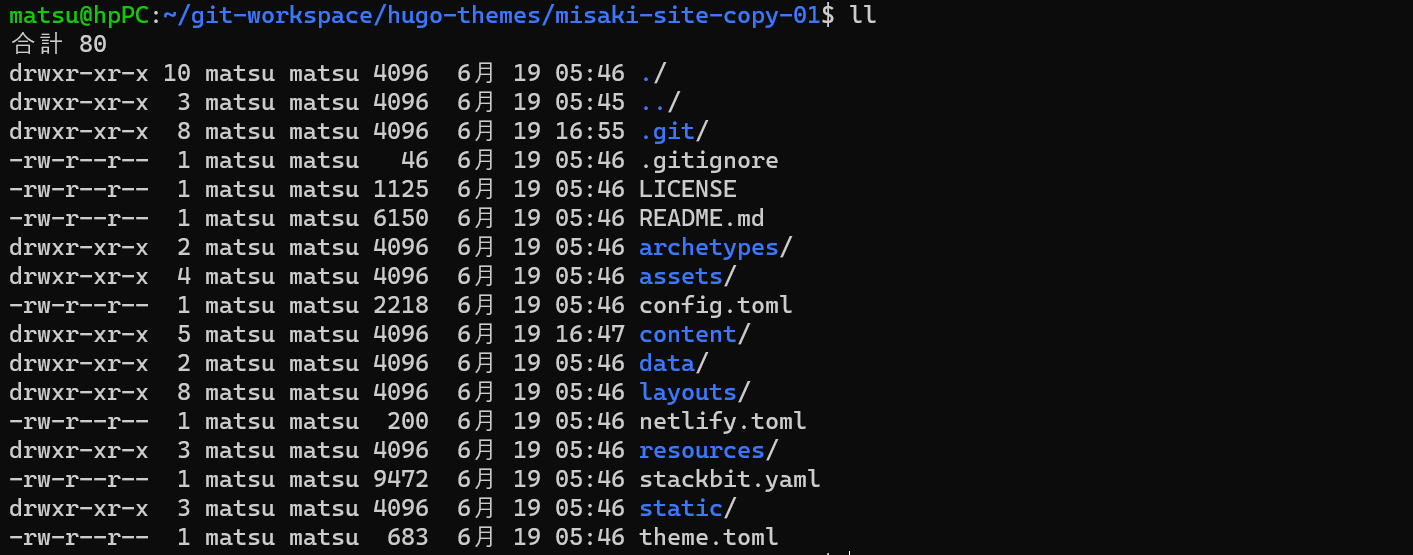 matsu@hpPC:~/git-workspace/hugo-themes/misaki-site-copy-01$ ll
合計 80
drwxr-xr-x 10 matsu matsu 4096  6月 19 05:46 ./
drwxr-xr-x  3 matsu matsu 4096  6月 19 05:45 ../
drwxr-xr-x  8 matsu matsu 4096  6月 19 16:55 .git/
-rw-r--r--  1 matsu matsu   46  6月 19 05:46 .gitignore
-rw-r--r--  1 matsu matsu 1125  6月 19 05:46 LICENSE
-rw-r--r--  1 matsu matsu 6150  6月 19 05:46 README.md
drwxr-xr-x  2 matsu matsu 4096  6月 19 05:46 archetypes/
drwxr-xr-x  4 matsu matsu 4096  6月 19 05:46 assets/
-rw-r--r--  1 matsu matsu 2218  6月 19 05:46 config.toml
drwxr-xr-x  5 matsu matsu 4096  6月 19 16:47 content/
drwxr-xr-x  2 matsu matsu 4096  6月 19 05:46 data/
drwxr-xr-x  8 matsu matsu 4096  6月 19 05:46 layouts/
-rw-r--r--  1 matsu matsu  200  6月 19 05:46 netlify.toml
drwxr-xr-x  3 matsu matsu 4096  6月 19 05:46 resources/
-rw-r--r--  1 matsu matsu 9472  6月 19 05:46 stackbit.yaml
drwxr-xr-x  3 matsu matsu 4096  6月 19 05:46 static/
-rw-r--r--  1 matsu matsu  683  6月 19 05:46 theme.toml